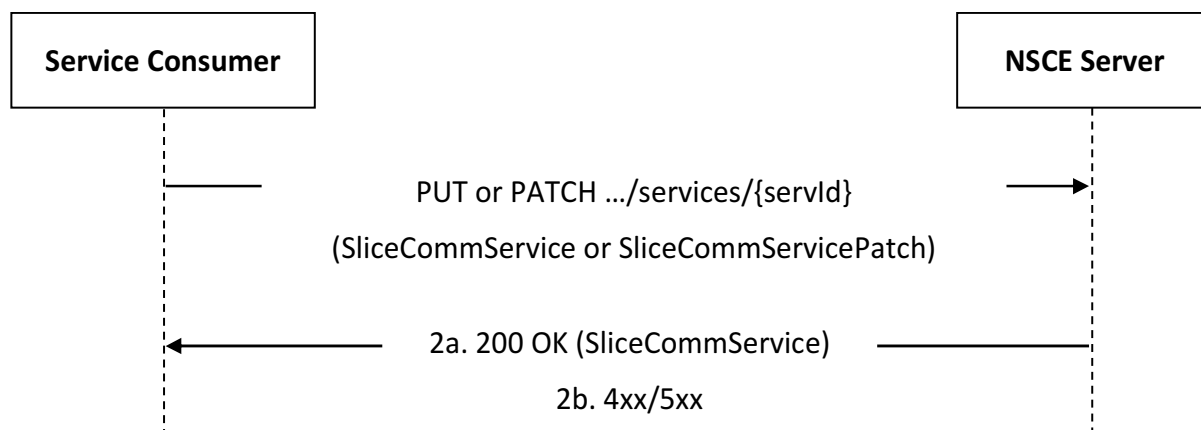 Service Consumer
NSCE Server
PUT or PATCH …/services/{servId}
(SliceCommService or SliceCommServicePatch)
2a. 200 OK (SliceCommService)
2b. 4xx/5xx